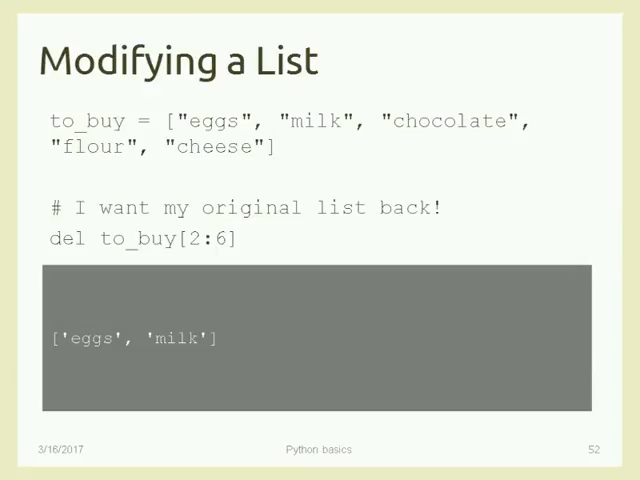 Modifying a List
to_buy = ["eggs", "milk", "chocolate",
"flour", "cheese"]
# I want my original list back!
del to_buy[2:6]
['eggs', 'milk']
3/16/2017
Python basics
52